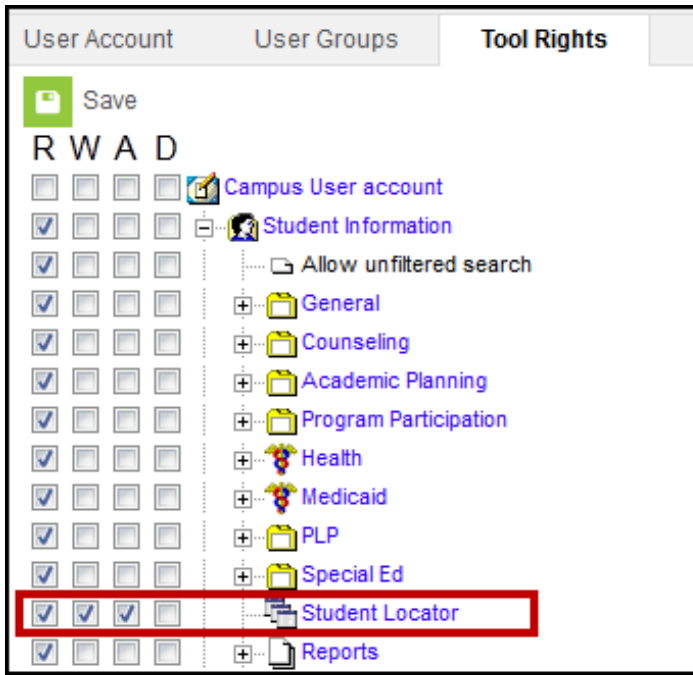 User Account User Groups Tool Rights
Save
R W A D
Campus User account
Student Information
Allow unfiltered search
General
Counseling
Academic Planning
Program Participation
Health
Medicaid
PLP
Special Ed
Student Locator
Reports